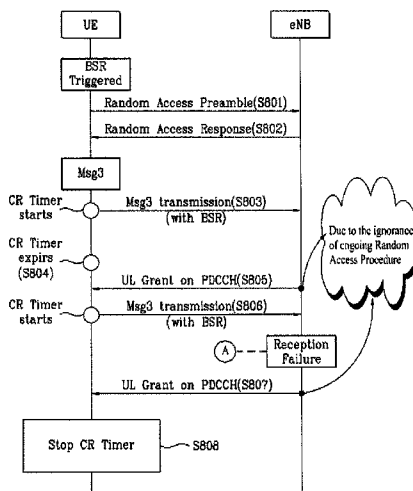 UE
eNB
BSR
Triggered
Random Access Preamble(S801)
Random Access Response(S802)
Msg3
CR Timer
starts
Msg3 transmission(S803)
(with BSR)
Due to the ignorance
of ongoing Random
Access Procedure
CR Timer
expirs
(S804)
UL Grant on PDCCH(S805)
CR Timer
starts
Msg3 transmission(S806)
(with BSR)
A
Reception
Failure
UL Grant on PDCCH(S807)
Stop CR Timer
S808